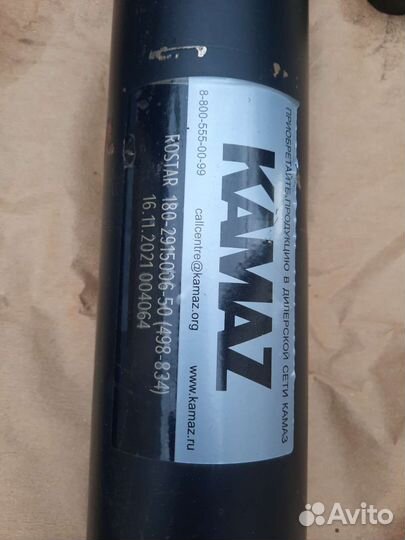 ПРИОБРЕТАЙТЕ ПРОДУКЦИЮ В ДИЛЕРСКОЙ СЕТИ КАМАЗ
KAMAZ
8-800-555-00-99 callcentre@kamaz.org www.kamaz.ru
ROSTAR 180-2915006-50 (498-834)
16.11.2021 004064
Avito